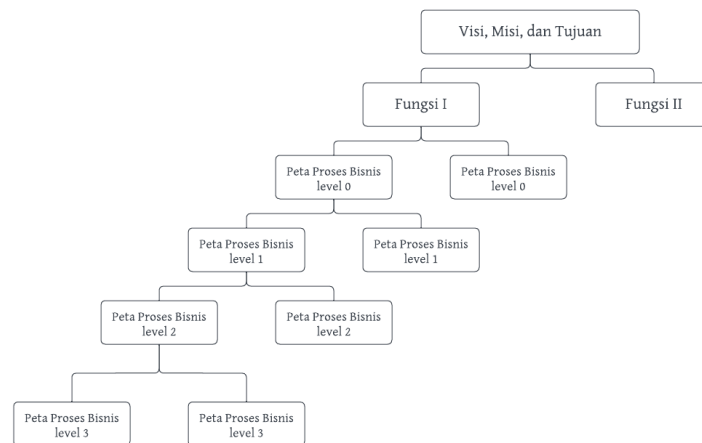 Visi, Misi, dan Tujuan
Fungsi I
Fungsi II
Peta Proses Bisnis
level 0
Peta Proses Bisnis
level 0
Peta Proses Bisnis
level 1
Peta Proses Bisnis
level 1
Peta Proses Bisnis
level 2
Peta Proses Bisnis
level 2
Peta Proses Bisnis
level 3
Peta Proses Bisnis
level 3